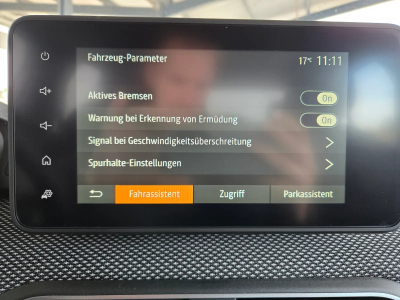 Fahrzeug-Parameter 17°C 11:11
Aktives Bremsen On
Warnung bei Erkennung von Ermüdung On
Signal bei Geschwindigkeitsüberschreitung
Spurhalte-Einstellungen
Fahrassistent Zugriff Parkassistent